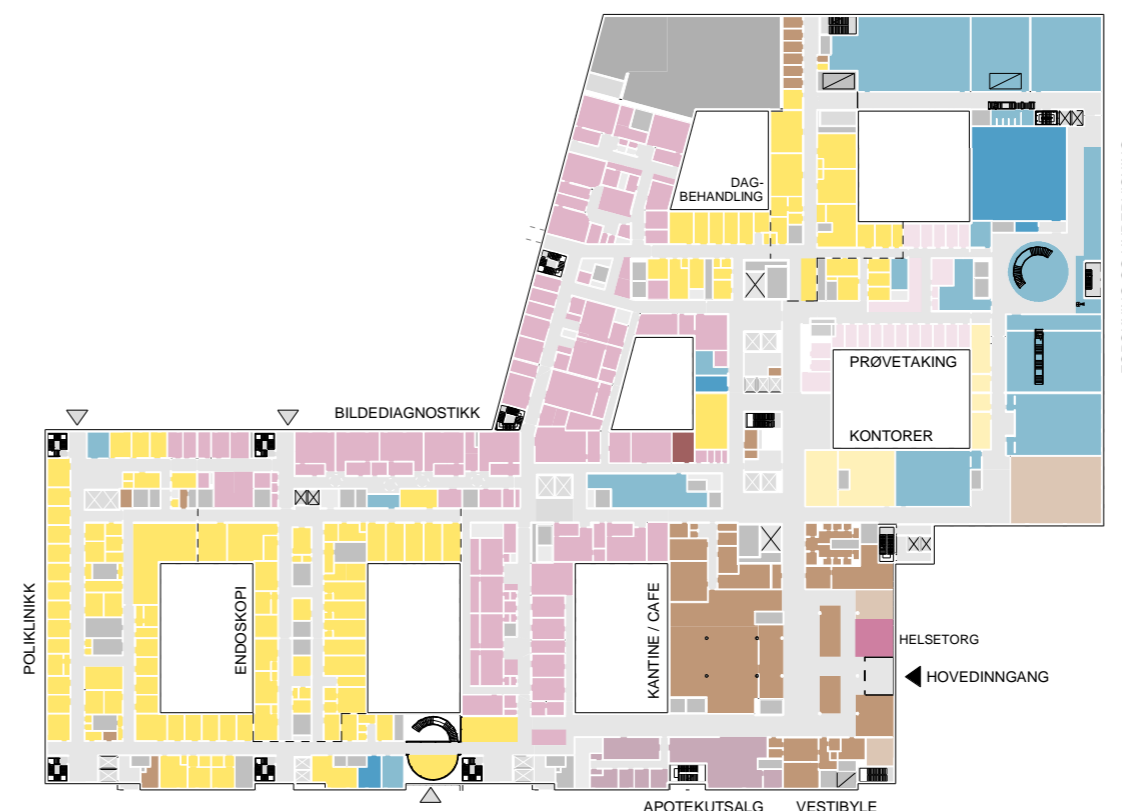 DAG-
BEHANDLING
PRØVETAKING
BILDEDIAGNOSTIKK
KONTORER
POLIKLINIKK
ENDOSKOPI
KANTINE / CAFE
HELSETORG
HOVEDINNGANG
APOTEKUTSALG
VESTIBYLE